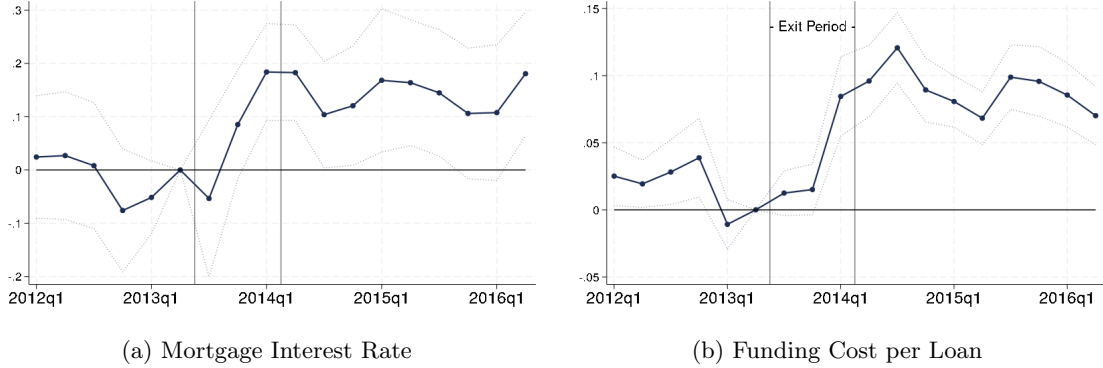 .3
.2
.1
0
-.1
-.2
2012q1 2013q1 2014q1 2015q1 2016q1
(a) Mortgage Interest Rate
.15
- Exit Period -
.1
.05
0
-.05
2012q1 2013q1 2014q1 2015q1 2016q1
(b) Funding Cost per Loan